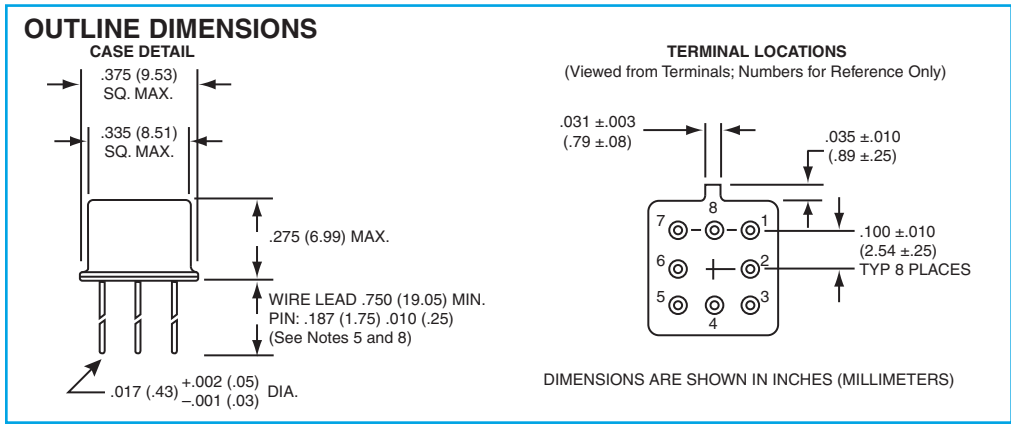 OUTLINE DIMENSIONS
CASE DETAIL
.375 (9.53)
SQ. MAX.
.335 (8.51)
SQ. MAX.
.275 (6.99) MAX.
WIRE LEAD .750 (19.05) MIN.
PIN: .187 (1.75) .010 (.25)
(See Notes 5 and 8)
.017 (.43) +.002 (.05) –.001 (.03) DIA.
TERMINAL LOCATIONS
(Viewed from Terminals; Numbers for Reference Only)
.031 ±.003
(.79 ±.08)
.035 ±.010
(.89 ±.25)
7 8 1
6 2
5 4 3
.100 ±.010
(2.54 ±.25)
TYP 8 PLACES
DIMENSIONS ARE SHOWN IN INCHES (MILLIMETERS)